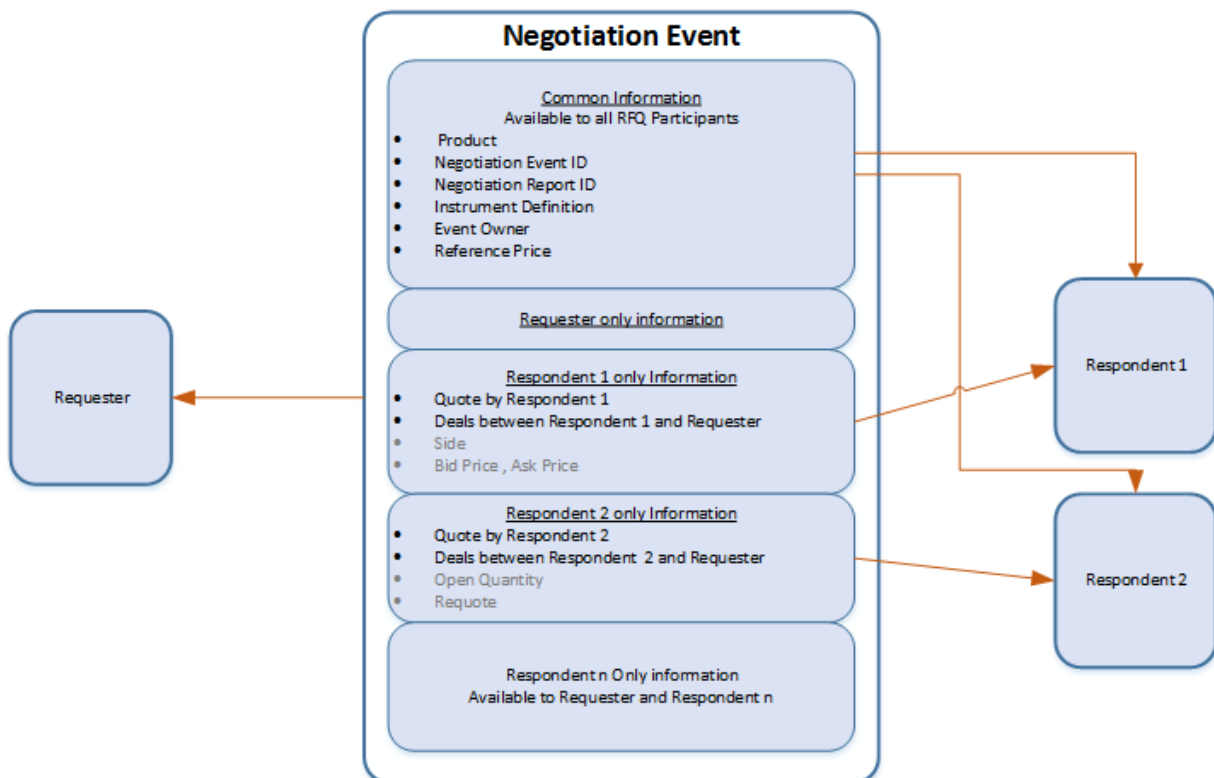 Negotiation Event
Common Information
Available to all RFQ Participants
• Product
• Negotiation Event ID
• Negotiation Report ID
• Instrument Definition
• Event Owner
• Reference Price
Requester only information
Respondent 1 only Information
• Quote by Respondent 1
• Deals between Respondent 1 and Requester
• Side
• Bid Price , Ask Price
Respondent 2 only Information
• Quote by Respondent 2
• Deals between Respondent 2 and Requester
• Open Quantity
• Requote
Respondent n Only information
Available to Requester and Respondent n
Requester
Respondent 1
Respondent 2